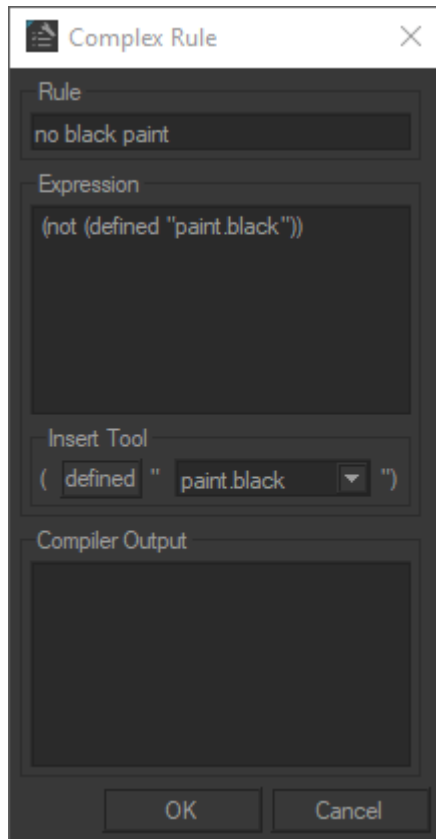 Complex Rule
Rule
no black paint
Expression
(not (defined "paint.black"))
Insert Tool
( defined " paint.black ")
Compiler Output
OK Cancel